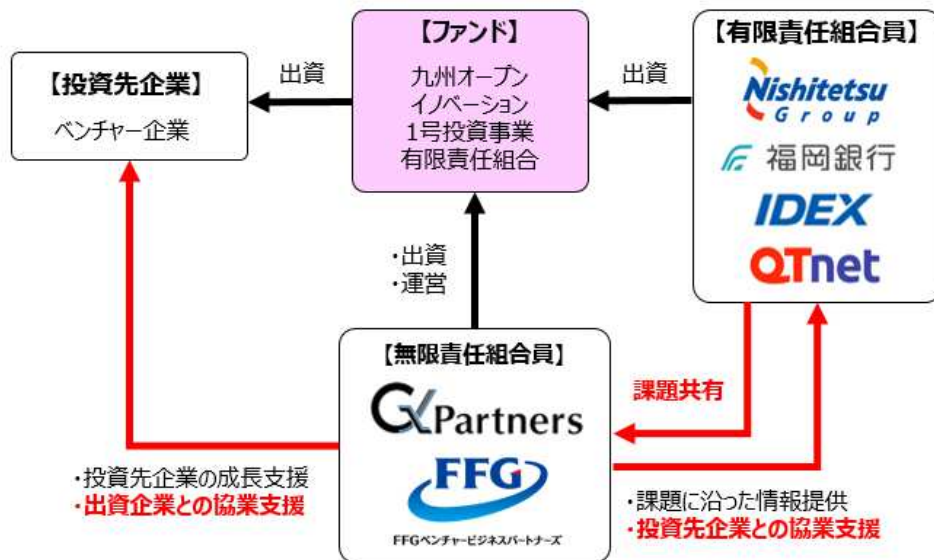 【投資先企業】
ベンチャー企業
出資
【ファンド】
九州オープン
イノベーション
1号投資事業
有限責任組合
出資
【有限責任組合員】
Nishitetsu
Group
福岡銀行
IDEX
QTnet
・出資
・運営
【無限責任組合員】
GxPartners
FFG
FFGベンチャービジネスパートナーズ
課題共有
・投資先企業の成長支援
・出資企業との協業支援
・課題に沿った情報提供
・投資先企業との協業支援